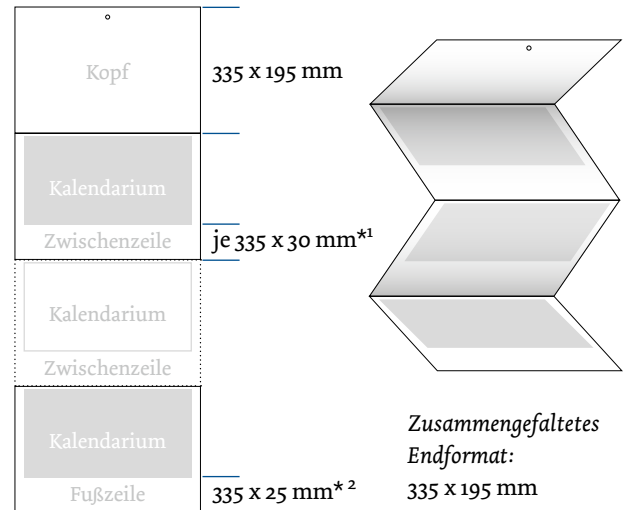 Kopf
335 x 195 mm
Kalendarium
Zwischenzeile
je 335 x 30 mm*¹
Kalendarium
Zwischenzeile
Kalendarium
Fußzeile
335 x 25 mm* ²
Zusammengefaltetes
Endformat:
335 x 195 mm